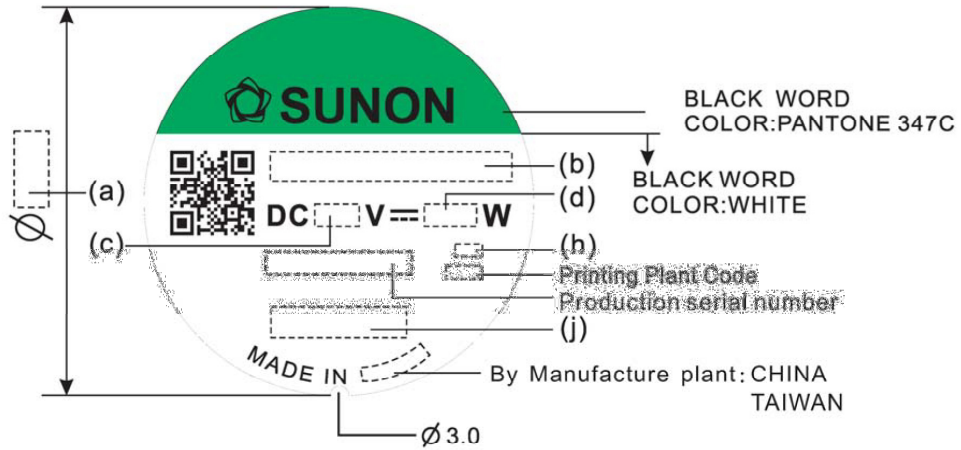 SUNON
BLACK WORD
COLOR:PANTONE 347C
(b)
BLACK WORD
COLOR:WHITE
(a)
(d)
DC V⎓ W
(c)
(h)
Printing Plant Code
Production serial number
(j)
MADE IN
By Manufacture plant: CHINA
TAIWAN
Ø
Ø3.0